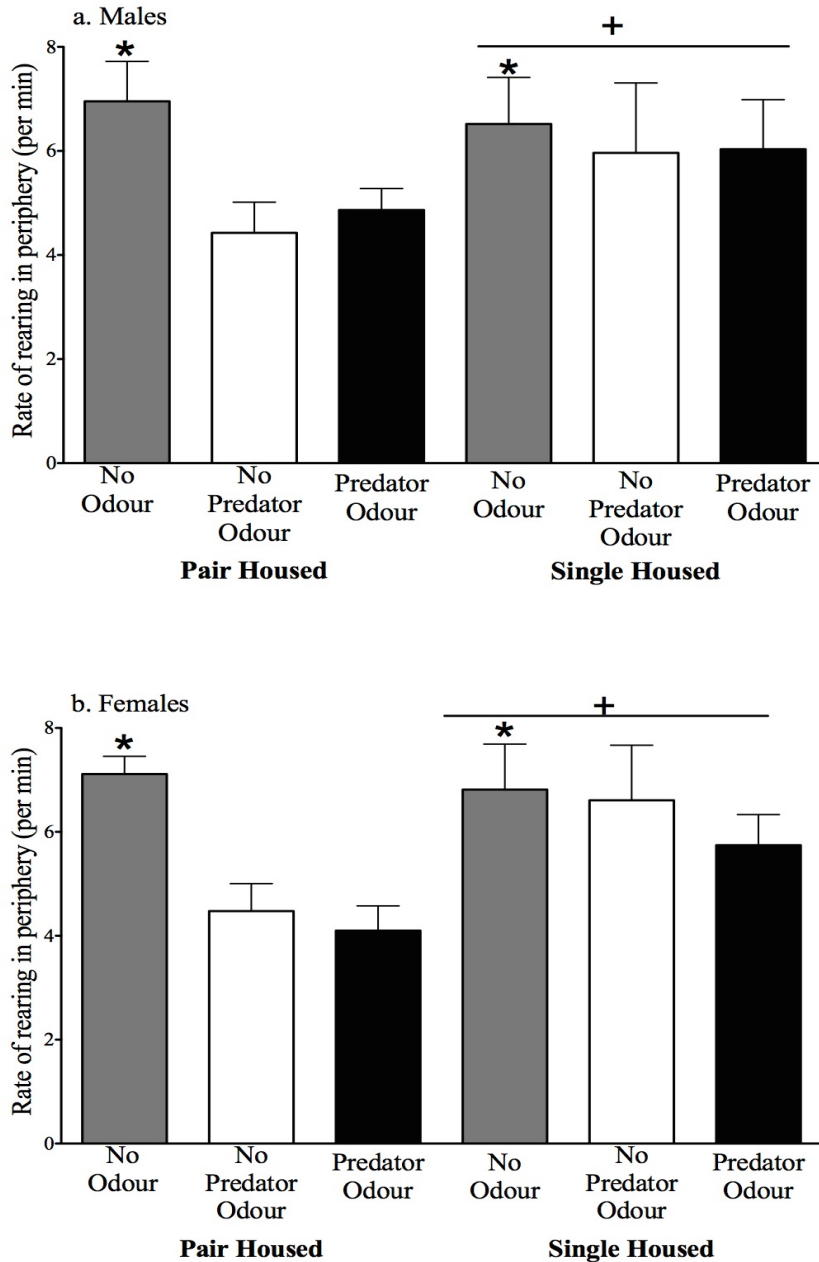 a. Males
+
8
*
*
6
4
2
0
Rate of rearing in periphery (per min)
No
Odour
No
Predator
Odour
Predator
Odour
No
Odour
No
Predator
Odour
Predator
Odour
Pair Housed
Single Housed
b. Females
+
8
*
*
6
4
2
0
Rate of rearing in periphery (per min)
No
Odour
No
Predator
Odour
Predator
Odour
No
Odour
No
Predator
Odour
Predator
Odour
Pair Housed
Single Housed